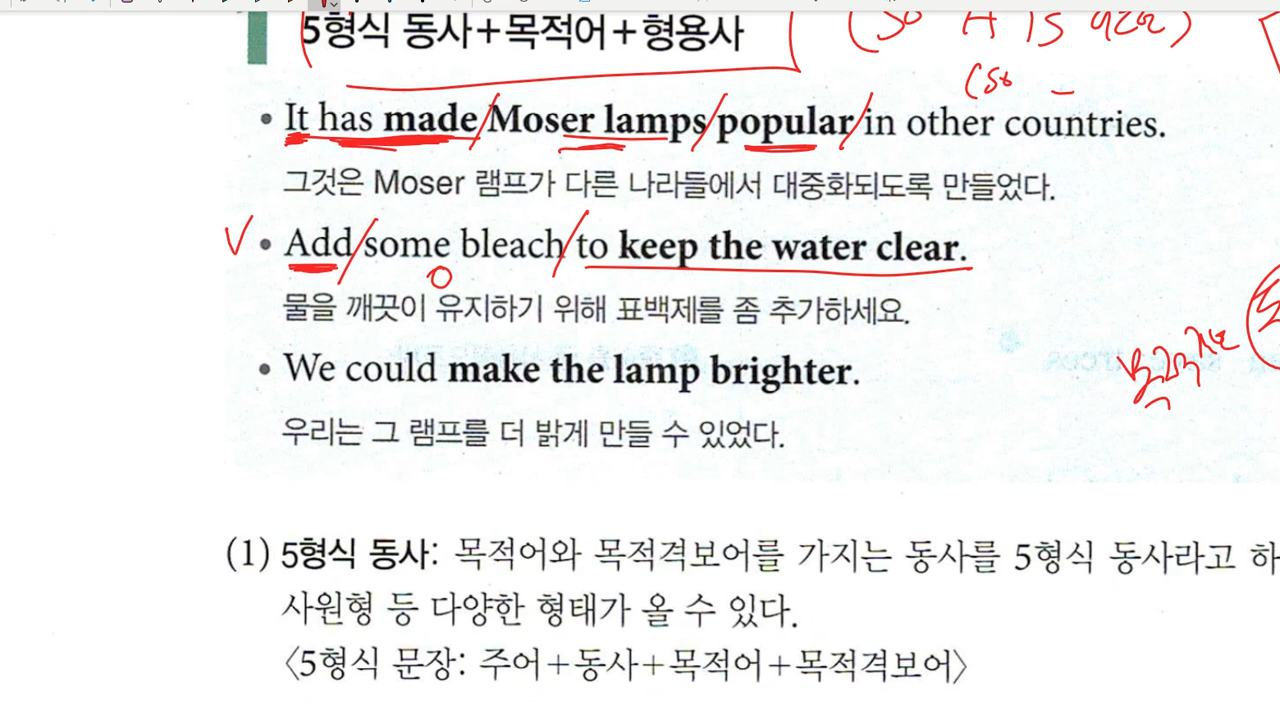 5형식 동사+목적어+형용사
• It has made Moser lamps popular in other countries.
그것은 Moser 램프가 다른 나라들에서 대중화되도록 만들었다.
• Add some bleach to keep the water clear.
물을 깨끗이 유지하기 위해 표백제를 좀 추가하세요.
• We could make the lamp brighter.
우리는 그 램프를 더 밝게 만들 수 있었다.
(1) 5형식 동사: 목적어와 목적격보어를 가지는 동사를 5형식 동사라고 하
사원형 등 다양한 형태가 올 수 있다.
〈5형식 문장: 주어+동사+목적어+목적격보어〉